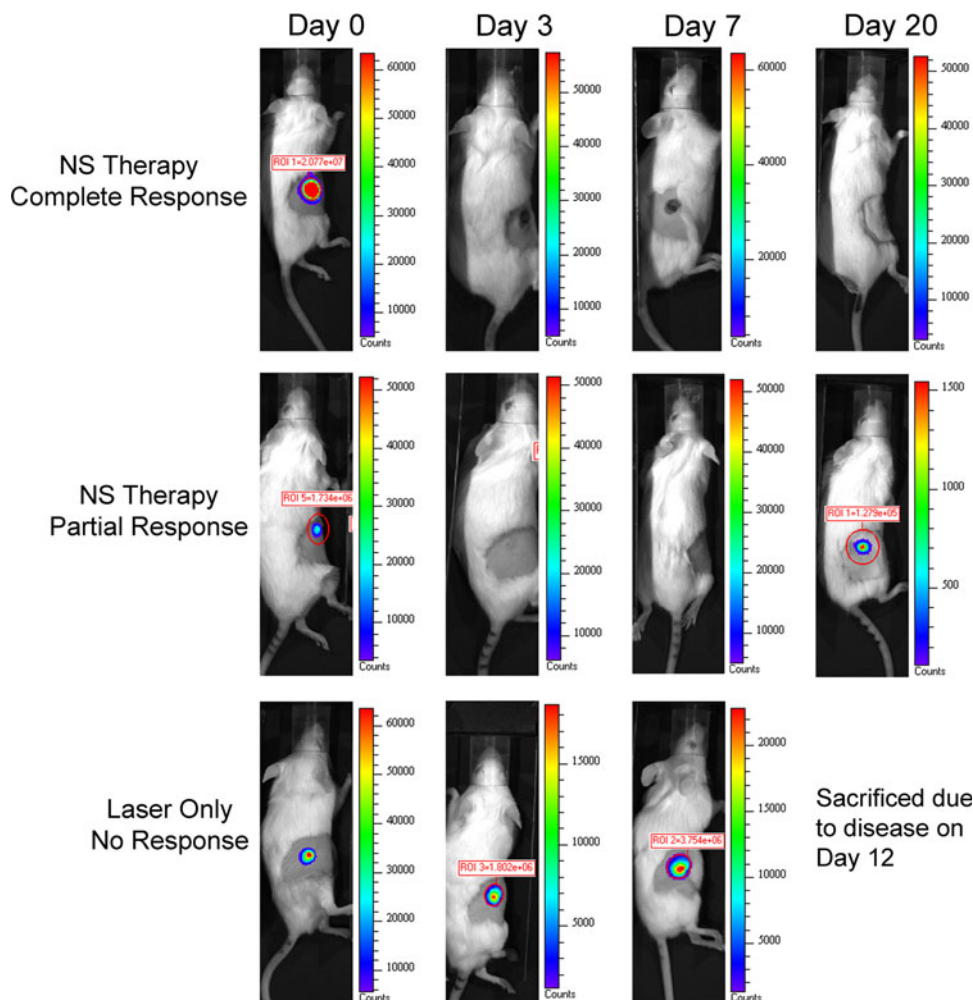 Day 0
Day 3
Day 7
Day 20
NS Therapy
Complete Response
ROI 1=2.077e+07
60000
50000
40000
30000
20000
10000
Counts
50000
40000
30000
20000
10000
Counts
60000
40000
20000
Counts
50000
40000
30000
20000
10000
Counts
NS Therapy
Partial Response
ROI 5=1.734e+06
50000
40000
30000
20000
10000
Counts
50000
40000
30000
20000
10000
Counts
50000
40000
30000
20000
10000
Counts
ROI 1=1.279e+05
1500
1000
500
Counts
Laser Only
No Response
60000
50000
40000
30000
20000
10000
Counts
ROI 3=1.802e+06
15000
10000
5000
Counts
ROI 2=3.754e+06
20000
15000
10000
5000
Counts
Sacrificed due
to disease on
Day 12